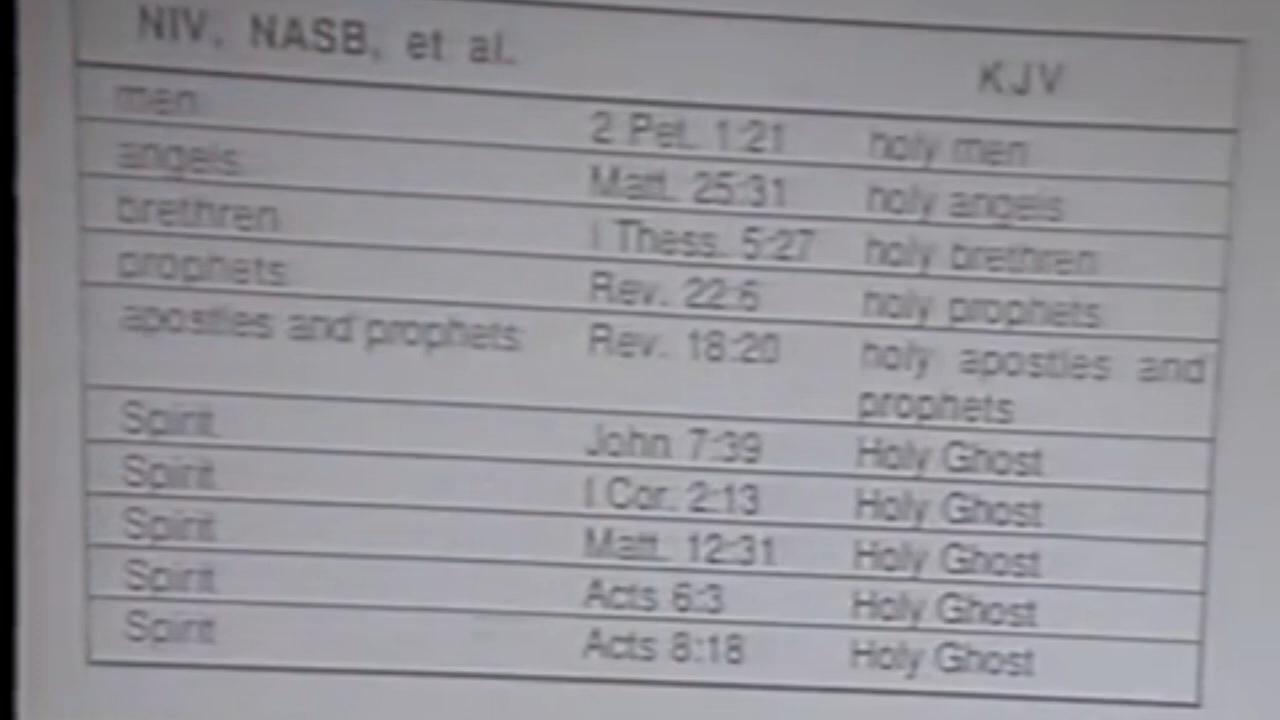 NIV, NASB, et al. KJV
men 2 Pet. 1:21 holy men
angels Matt. 25:31 holy angels
brethren I Thess. 5:27 holy brethren
prophets Rev. 22:6 holy prophets
apostles and prophets Rev. 18:20 holy apostles and
prophets
Spirit John 7:39 Holy Ghost
Spirit I Cor. 2:13 Holy Ghost
Spirit Matt. 12:31 Holy Ghost
Spirit Acts 6:3 Holy Ghost
Spirit Acts 8:18 Holy Ghost